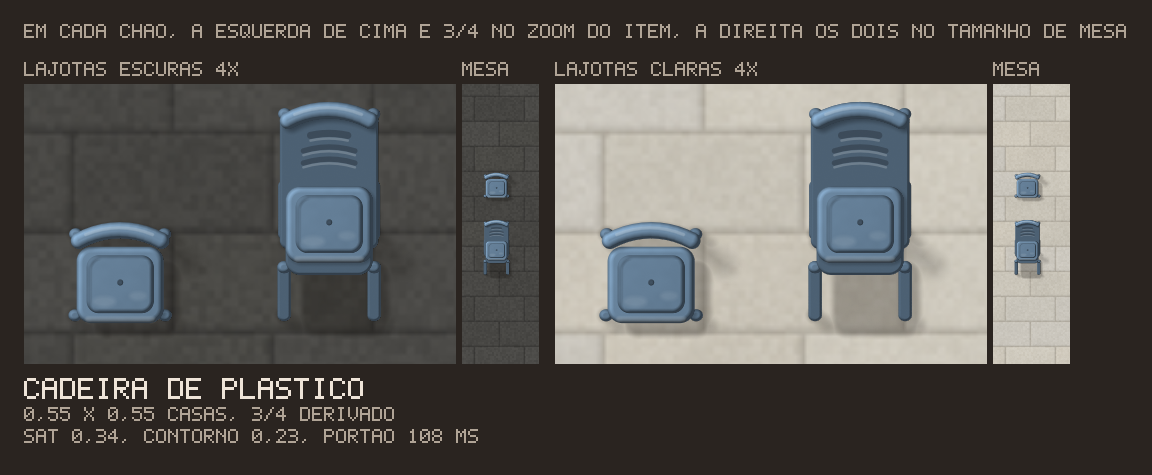 EM CADA CHAO, A ESQUERDA DE CIMA E 3/4 NO ZOOM DO ITEM, A DIREITA OS DOIS NO TAMANHO DE MESA
LAJOTAS ESCURAS 4X
MESA
LAJOTAS CLARAS 4X
MESA
CADEIRA DE PLASTICO
0,55 X 0,55 CASAS, 3/4 DERIVADO
SAT 0,34, CONTORNO 0,23, PORTAO 108 MS